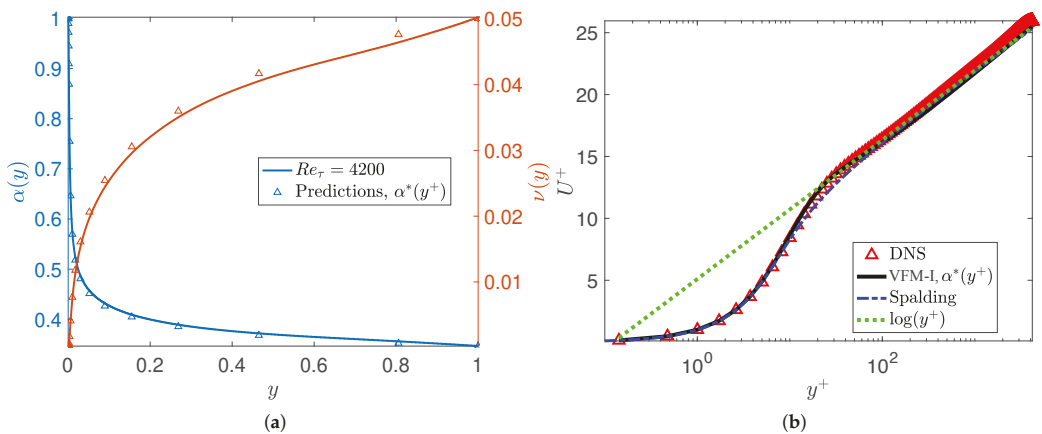 1
0.9
0.8
0.7
0.6
0.5
0.4
α(y)
0
0.2
0.4
0.6
0.8
1
y
0.05
0.04
0.03
0.02
0.01
0
ν(y)
Re_τ = 4200
Predictions, α*(y⁺)
(a)
25
20
15
10
5
U⁺
10⁰
10²
y⁺
DNS
VFM-I, α*(y⁺)
Spalding
log(y⁺)
(b)